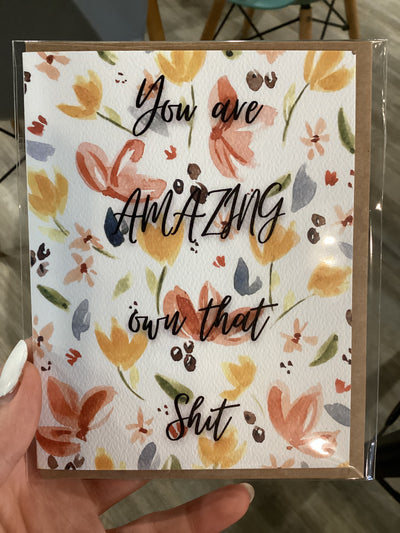 You are
AMAZING
own that
Shit